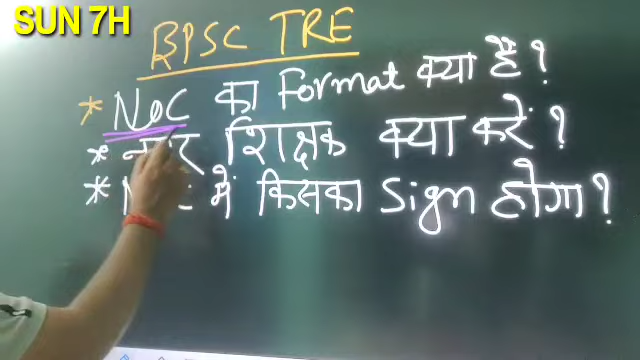 SUN 7H
BPSC TRE
* NOC का Format क्या है ?
* शिक्षक क्या करें ?
* में किसका Sign होगा ?